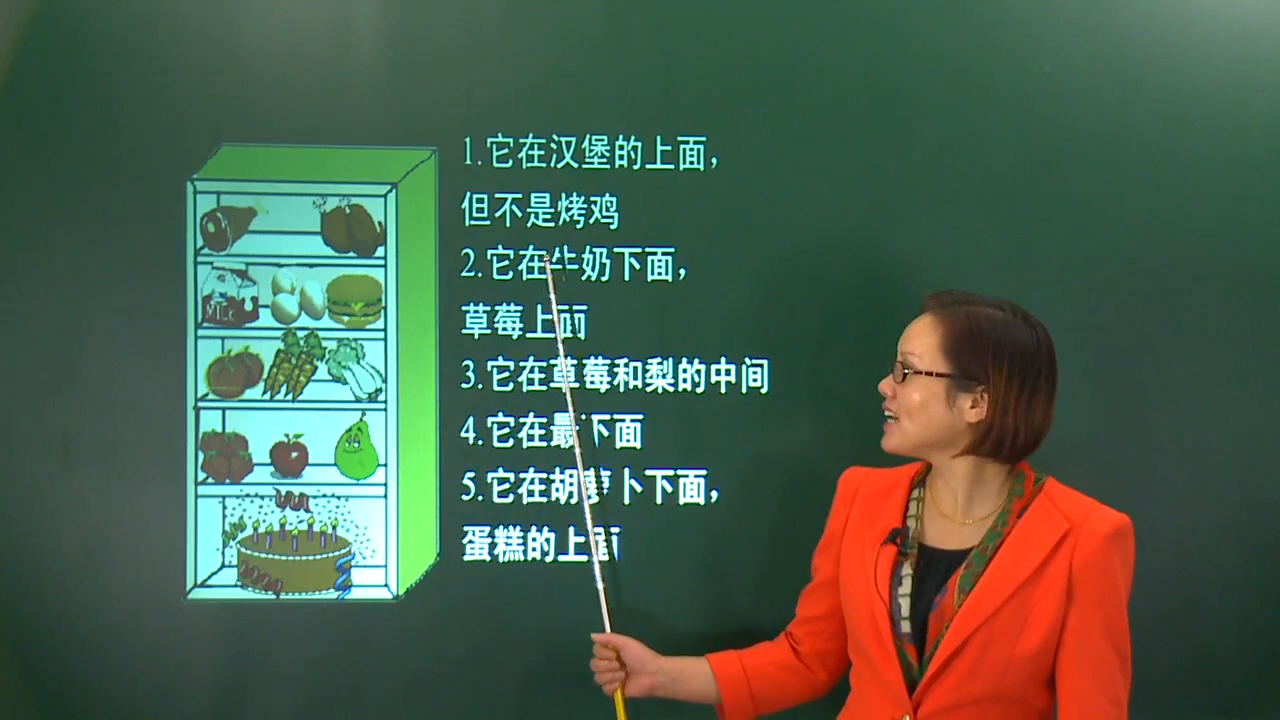 1.它在汉堡的上面，
但不是烤鸡
2.它在牛奶下面，
草莓上面
3.它在草莓和梨的中间
4.它在最下面
5.它在胡萝卜下面，
蛋糕的上面
MILK